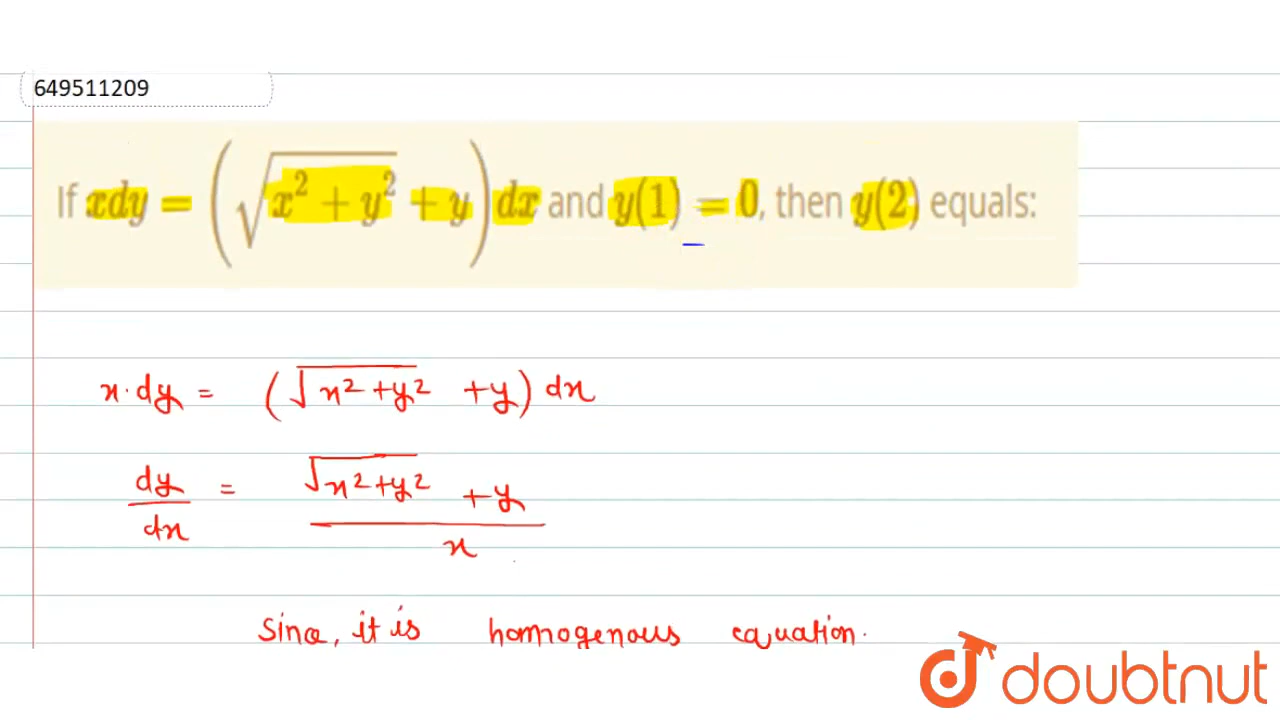 649511209
If xdy = (√(x² + y²) + y) dx and y(1) = 0, then y(2) equals:
x·dy = (√(x²+y²) + y) dx
dy/dx = (√(x²+y²) + y)/x
Since, it is homogenous equation.
doubtnut